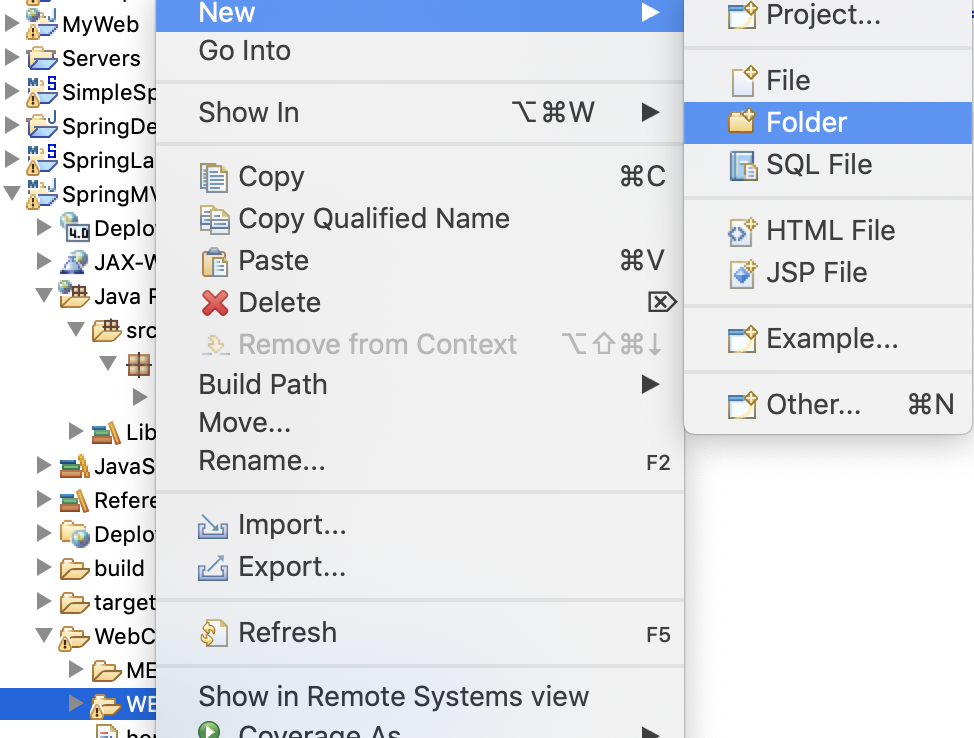 MyWeb
Servers
SimpleSp
SpringDe
SpringLa
SpringMV
Deplo
4.0
JAX-W
Java R
src
Lib
JavaS
Refere
Deplo
build
target
WebC
ME
WE
New
Go Into
Show In ⌥⌘W
Copy ⌘C
Copy Qualified Name
Paste ⌘V
Delete ⌦
Remove from Context ⌥⇧⌘↓
Build Path
Move...
Rename... F2
Import...
Export...
Refresh F5
Show in Remote Systems view
Coverage As
Project...
File
Folder
SQL File
HTML File
JSP File
Example...
Other... ⌘N